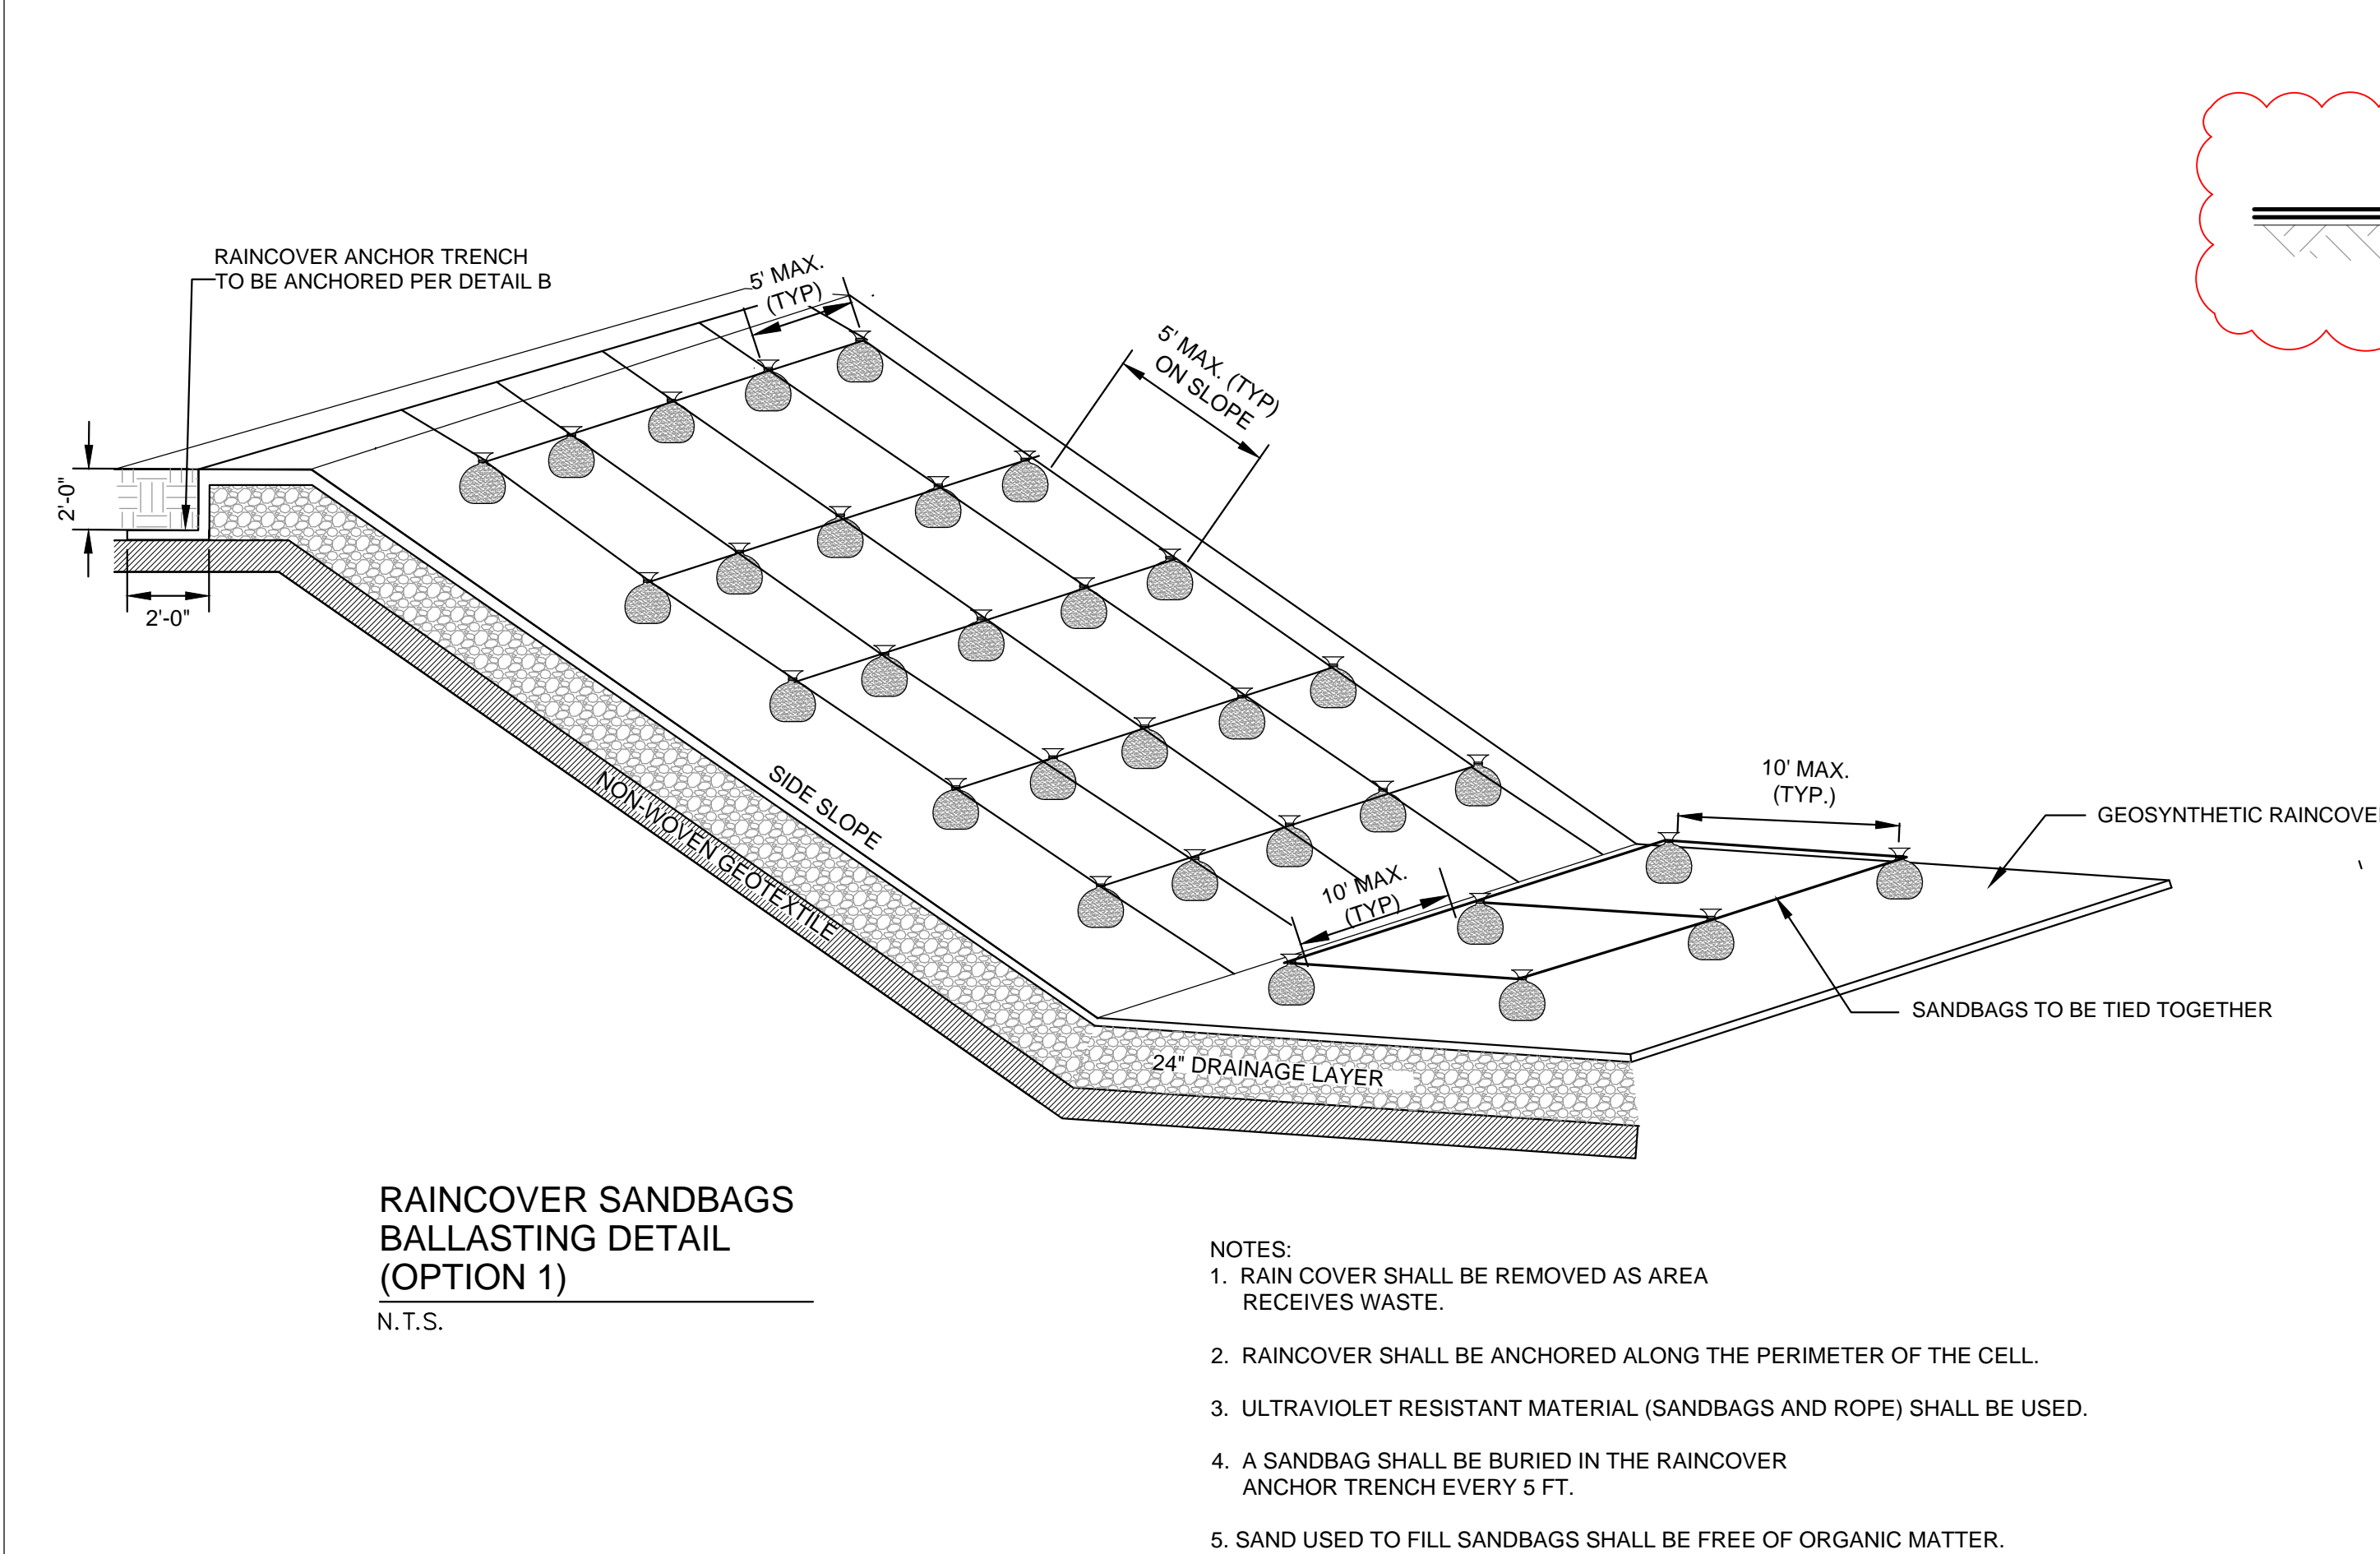 RAINCOVER ANCHOR TRENCH
TO BE ANCHORED PER DETAIL B
5' MAX.
(TYP)
5' MAX. (TYP)
ON SLOPE
2'-0"
2'-0"
SIDE SLOPE
NON-WOVEN GEOTEXTILE
10' MAX.
(TYP.)
GEOSYNTHETIC RAINCOVE
10' MAX.
(TYP)
SANDBAGS TO BE TIED TOGETHER
24" DRAINAGE LAYER
RAINCOVER SANDBAGS
BALLASTING DETAIL
(OPTION 1)
N.T.S.
NOTES:
1. RAIN COVER SHALL BE REMOVED AS AREA
RECEIVES WASTE.
2. RAINCOVER SHALL BE ANCHORED ALONG THE PERIMETER OF THE CELL.
3. ULTRAVIOLET RESISTANT MATERIAL (SANDBAGS AND ROPE) SHALL BE USED.
4. A SANDBAG SHALL BE BURIED IN THE RAINCOVER
ANCHOR TRENCH EVERY 5 FT.
5. SAND USED TO FILL SANDBAGS SHALL BE FREE OF ORGANIC MATTER.